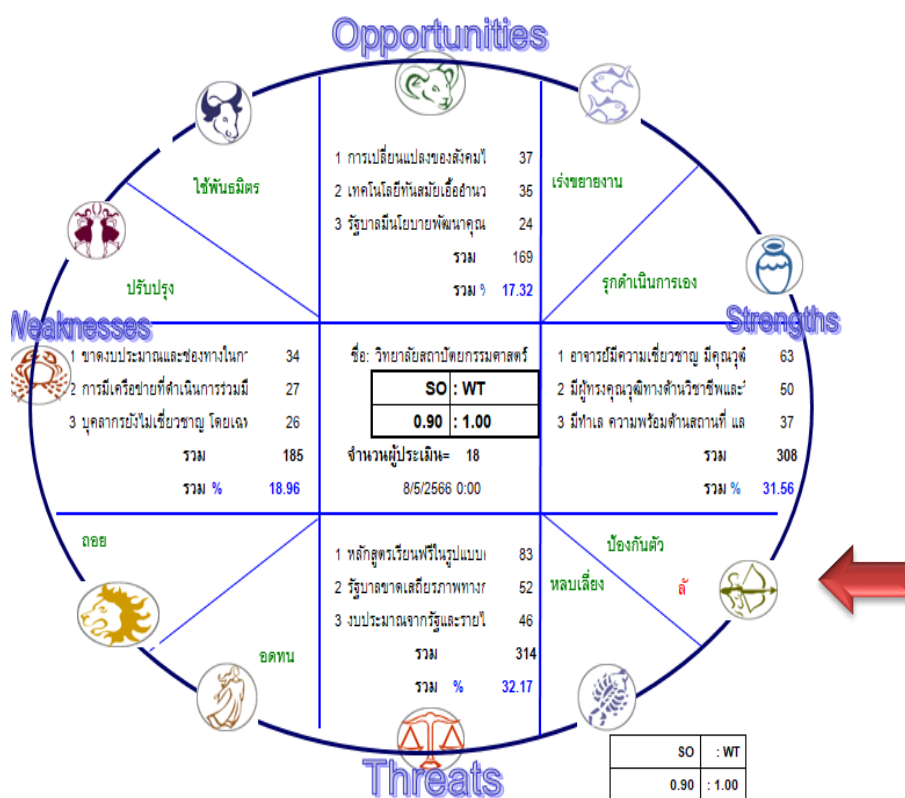 Opportunities
1 การเปลี่ยนแปลงของสังคมไ 37
ใช้พันธมิตร
2 เทคโนโลยีทันสมัยเอื้ออำนว 35
เร่งขยายงาน
3 รัฐบาลมีนโยบายพัฒนาคุณ 24
รวม 169
ปรับปรุง
รวม % 17.32
รุกดำเนินการเอง
Weaknesses
Strengths
1 ขาดงบประมาณและช่องทางในก 34
2 การมีเครือข่ายที่ดำเนินการร่วมมื 27
3 บุคลากรยังไม่เชี่ยวชาญ โดยเฉพ 26
รวม 185
รวม % 18.96
ชื่อ: วิทยาลัยสถาปัตยกรรมศาสตร์
SO : WT
0.90 : 1.00
จำนวนผู้ประเมิน= 18
8/5/2566 0:00
1 อาจารย์มีความเชี่ยวชาญ มีคุณวุฒิ 63
2 มีผู้ทรงคุณวุฒิทางด้านวิชาชีพและวิ 50
3 มีทำเล ความพร้อมด้านสถานที่ แล 37
รวม 308
รวม % 31.56
ถอย
ป้องกันตัว
1 หลักสูตรเรียนฟรีในรูปแบบ 83
2 รัฐบาลขาดเสถียรภาพทางก 52
หลบเลี่ยง
3 งบประมาณจากรัฐและรายไ 46
อดทน
รวม 314
รวม % 32.17
Threats
SO : WT
0.90 : 1.00